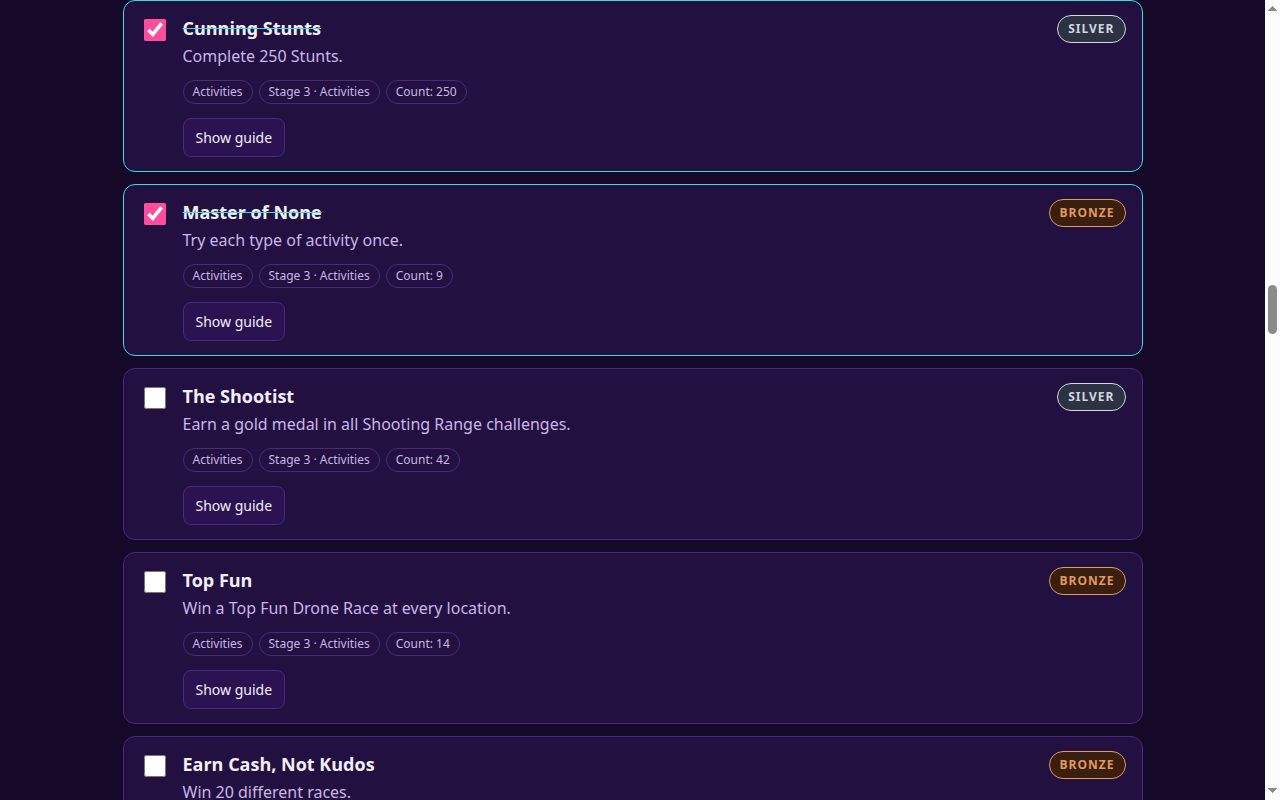 Cunning Stunts
SILVER
Complete 250 Stunts.
Activities Stage 3 · Activities Count: 250
Show guide
Master of None
BRONZE
Try each type of activity once.
Activities Stage 3 · Activities Count: 9
Show guide
The Shootist
SILVER
Earn a gold medal in all Shooting Range challenges.
Activities Stage 3 · Activities Count: 42
Show guide
Top Fun
BRONZE
Win a Top Fun Drone Race at every location.
Activities Stage 3 · Activities Count: 14
Show guide
Earn Cash, Not Kudos
BRONZE
Win 20 different races.